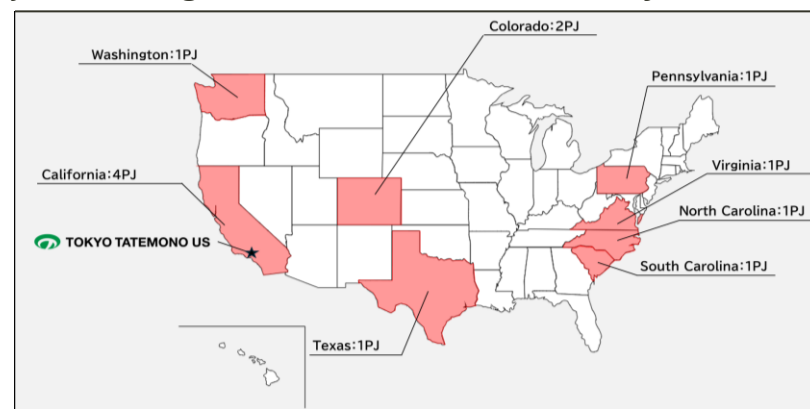 Colorado:2PJ
Washington:1PJ
Pennsylvania:1PJ
California:4PJ
Virginia:1PJ
North Carolina:1PJ
TOKYO TATEMONO US
South Carolina:1PJ
Texas:1PJ